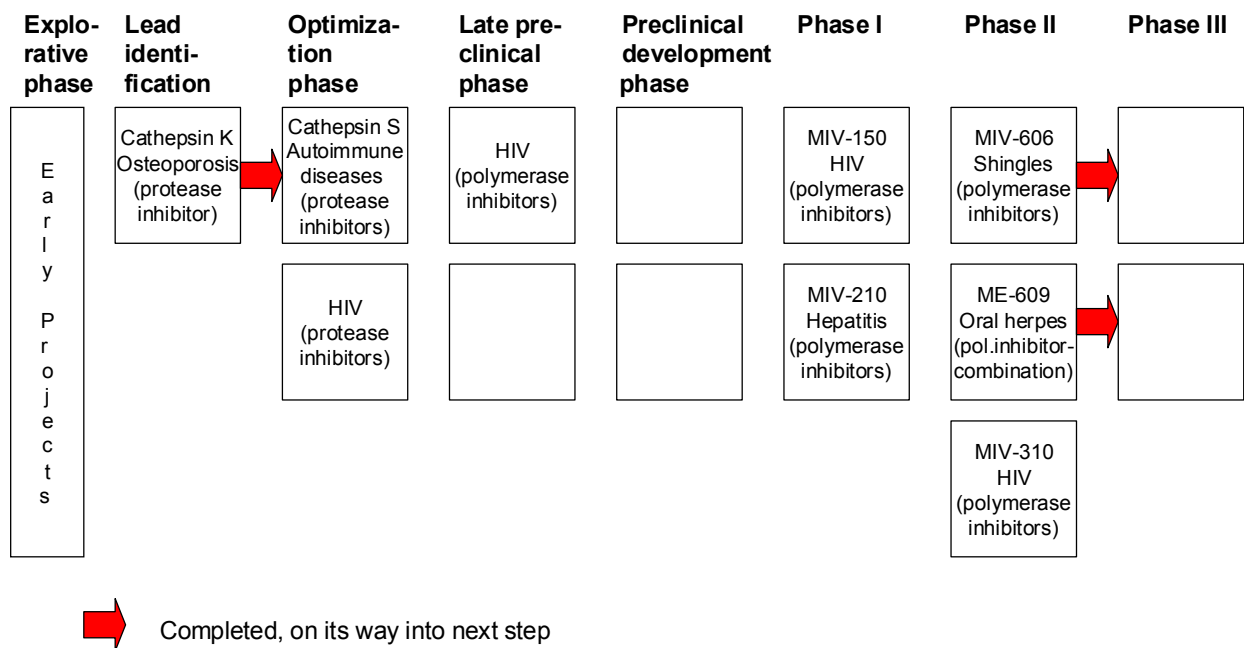 Explo-
rative
phase
Lead
identi-
fication
Optimiza-
tion
phase
Late pre-
clinical
phase
Preclinical
development
phase
Phase I
Phase II
Phase III
E
a
r
l
y
P
r
o
j
e
c
t
s
Cathepsin K
Osteoporosis
(protease
inhibitor)
Cathepsin S
Autoimmune
diseases
(protease
inhibitors)
HIV
(polymerase
inhibitors)
MIV-150
HIV
(polymerase
inhibitors)
MIV-606
Shingles
(polymerase
inhibitors)
HIV
(protease
inhibitors)
MIV-210
Hepatitis
(polymerase
inhibitors)
ME-609
Oral herpes
(pol.inhibitor-
combination)
MIV-310
HIV
(polymerase
inhibitors)
Completed, on its way into next step